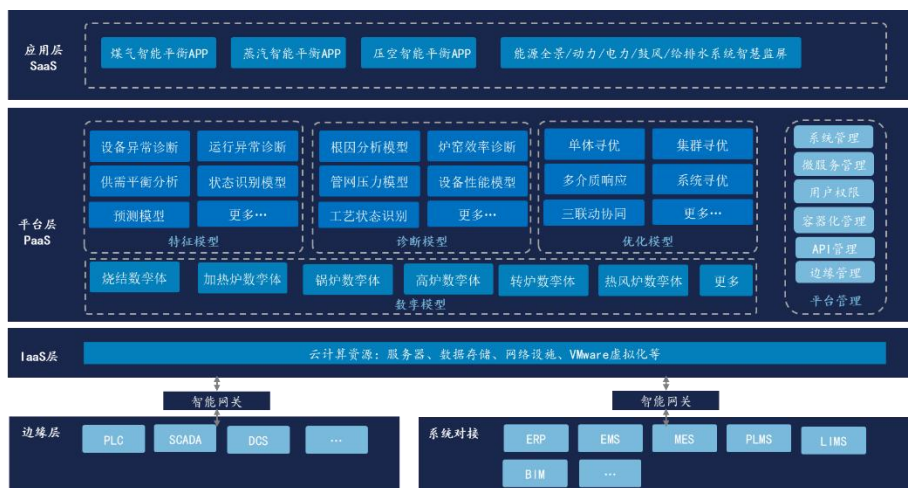 应用层
SaaS
煤气智能平衡APP
蒸汽智能平衡APP
压空智能平衡APP
能源全景/动力/电力/鼓风/给排水系统智慧监屏
平台层
PaaS
设备异常诊断
运行异常诊断
供需平衡分析
状态识别模型
预测模型
更多…
特征模型
根因分析模型
炉窑效率诊断
管网压力模型
设备性能模型
工艺状态识别
更多…
诊断模型
单体寻优
集群寻优
多介质响应
系统寻优
三联动协同
更多…
优化模型
烧结数孪体
加热炉数孪体
锅炉数孪体
高炉数孪体
转炉数孪体
热风炉数孪体
更多
数孪模型
系统管理
微服务管理
用户权限
容器化管理
API管理
边缘管理
平台管理
IaaS层
云计算资源：服务器、数据存储、网络设施、VMware虚拟化等
智能网关
智能网关
边缘层
PLC
SCADA
DCS
…
系统对接
ERP
EMS
MES
PLMS
LIMS
BIM
…